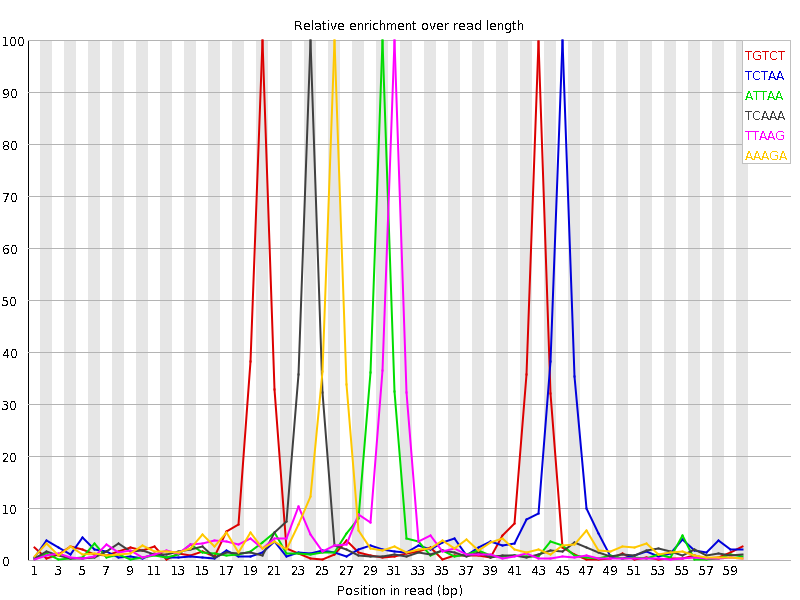 Relative enrichment over read length
100
90
80
70
60
50
40
30
20
10
0
TGTCT
TCTAA
ATTAA
TCAAA
TTAAG
AAAGA
1 3 5 7 9 11 13 15 17 19 21 23 25 27 29 31 33 35 37 39 41 43 45 47 49 51 53 55 57 59
Position in read (bp)